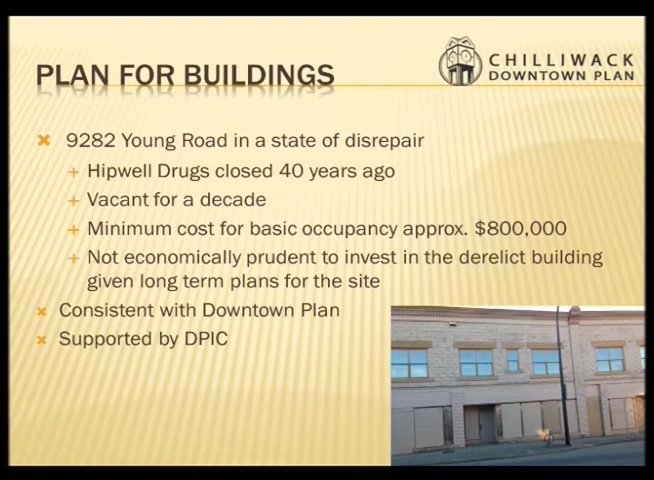 PLAN FOR BUILDINGS
CHILLIWACK
DOWNTOWN PLAN
9282 Young Road in a state of disrepair
Hipwell Drugs closed 40 years ago
Vacant for a decade
Minimum cost for basic occupancy approx. $800,000
Not economically prudent to invest in the derelict building
given long term plans for the site
Consistent with Downtown Plan
Supported by DPIC